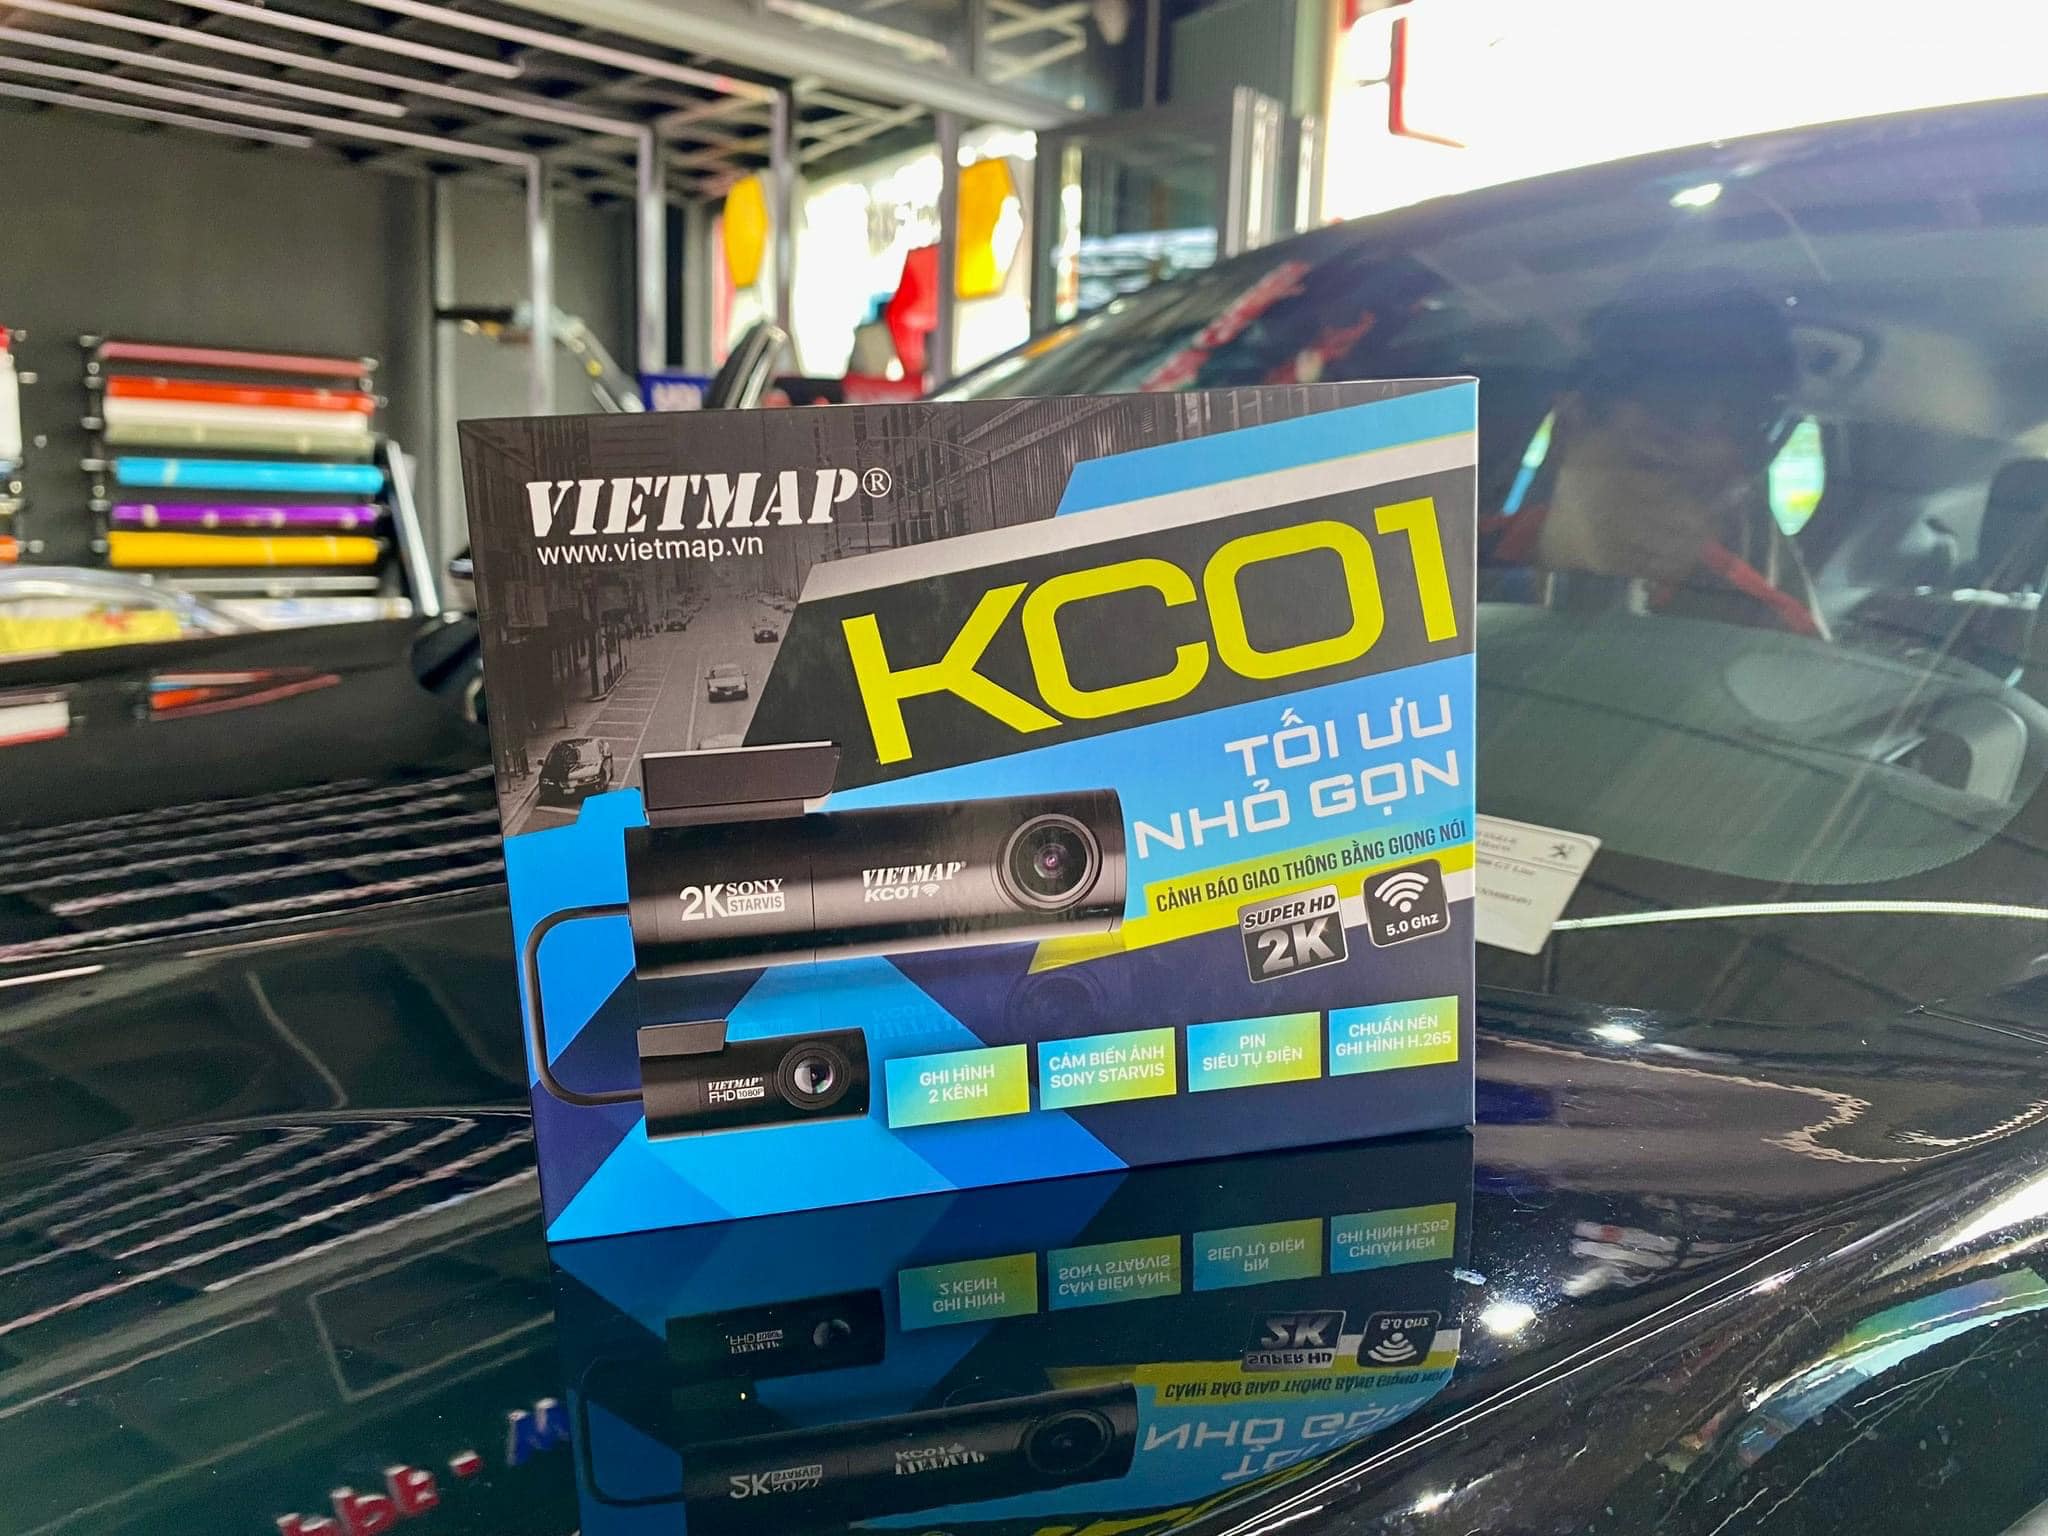 VIETMAP®
www.vietmap.vn
KC01
TỐI ƯU
NHỎ GỌN
CẢNH BÁO GIAO THÔNG BẰNG GIỌNG NÓI
SUPER HD
2K
5.0 Ghz
2K SONY
STARVIS
VIETMAP®
KC01
VIETMAP®
FHD 1080P
GHI HÌNH
2 KÊNH
CẢM BIẾN ẢNH
SONY STARVIS
PIN
SIÊU TỤ ĐIỆN
CHUẨN NÉN
GHI HÌNH H.265